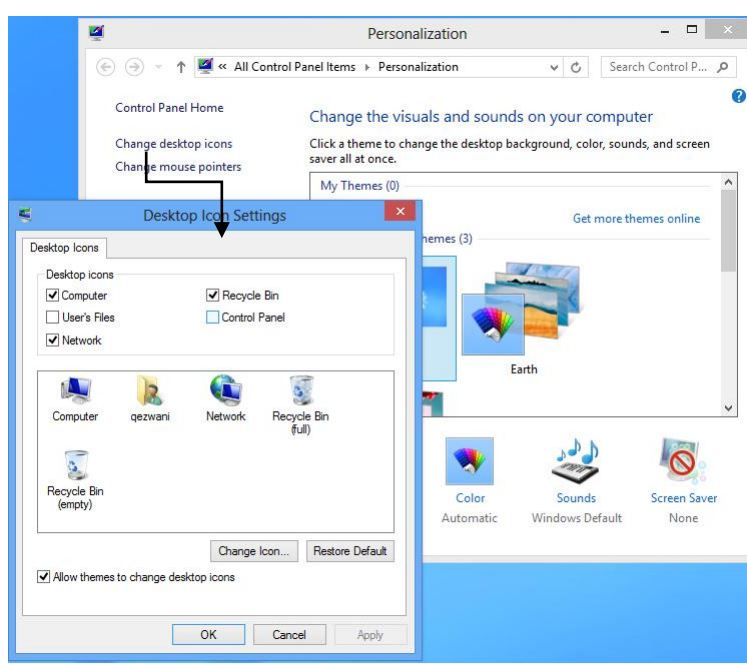 Personalization
« All Control Panel Items Personalization
Search Control P...
Control Panel Home
Change desktop icons
Change mouse pointers
Change the visuals and sounds on your computer
Click a theme to change the desktop background, color, sounds, and screen
saver all at once.
My Themes (0)
Get more themes online
hemes (3)
Earth
Color
Automatic
Sounds
Windows Default
Screen Saver
None
Desktop Icon Settings
Desktop Icons
Desktop icons
Computer
Recycle Bin
User's Files
Control Panel
Network
Computer
qezwani
Network
Recycle Bin
(full)
Recycle Bin
(empty)
Change Icon...
Restore Default
Allow themes to change desktop icons
OK
Cancel
Apply